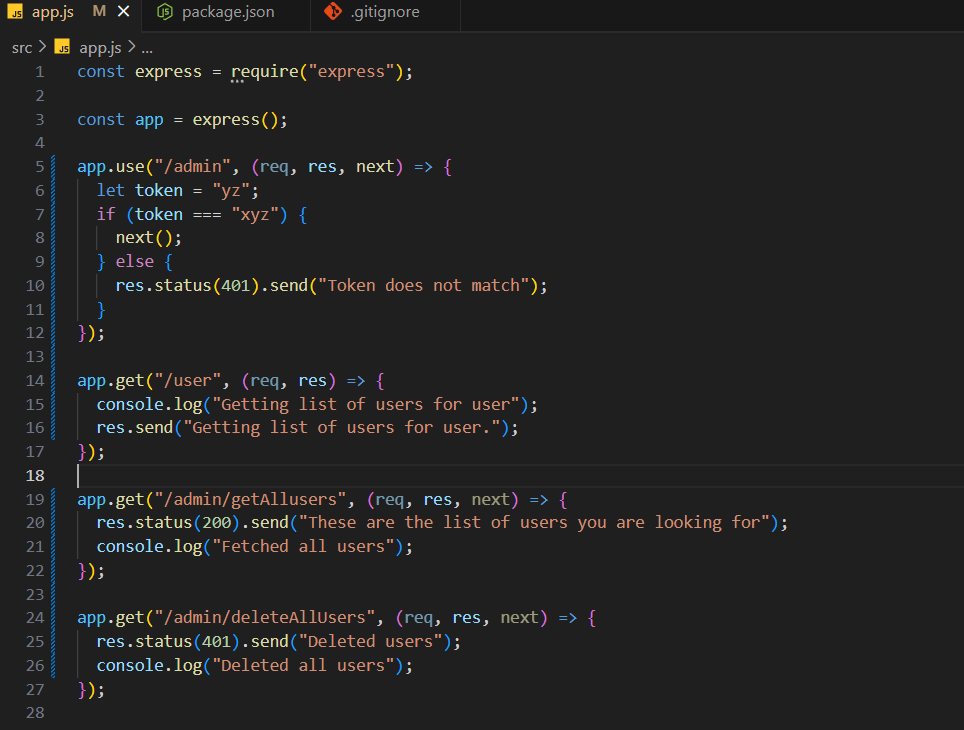 JS app.js M × package.json .gitignore
src > JS app.js > ...
1 const express = require("express");
2
3 const app = express();
4
5 app.use("/admin", (req, res, next) => {
6   let token = "yz";
7   if (token === "xyz") {
8     next();
9   } else {
10     res.status(401).send("Token does not match");
11   }
12 });
13
14 app.get("/user", (req, res) => {
15   console.log("Getting list of users for user");
16   res.send("Getting list of users for user.");
17 });
18
19 app.get("/admin/getAllusers", (req, res, next) => {
20   res.status(200).send("These are the list of users you are looking for");
21   console.log("Fetched all users");
22 });
23
24 app.get("/admin/deleteAllUsers", (req, res, next) => {
25   res.status(401).send("Deleted users");
26   console.log("Deleted all users");
27 });
28